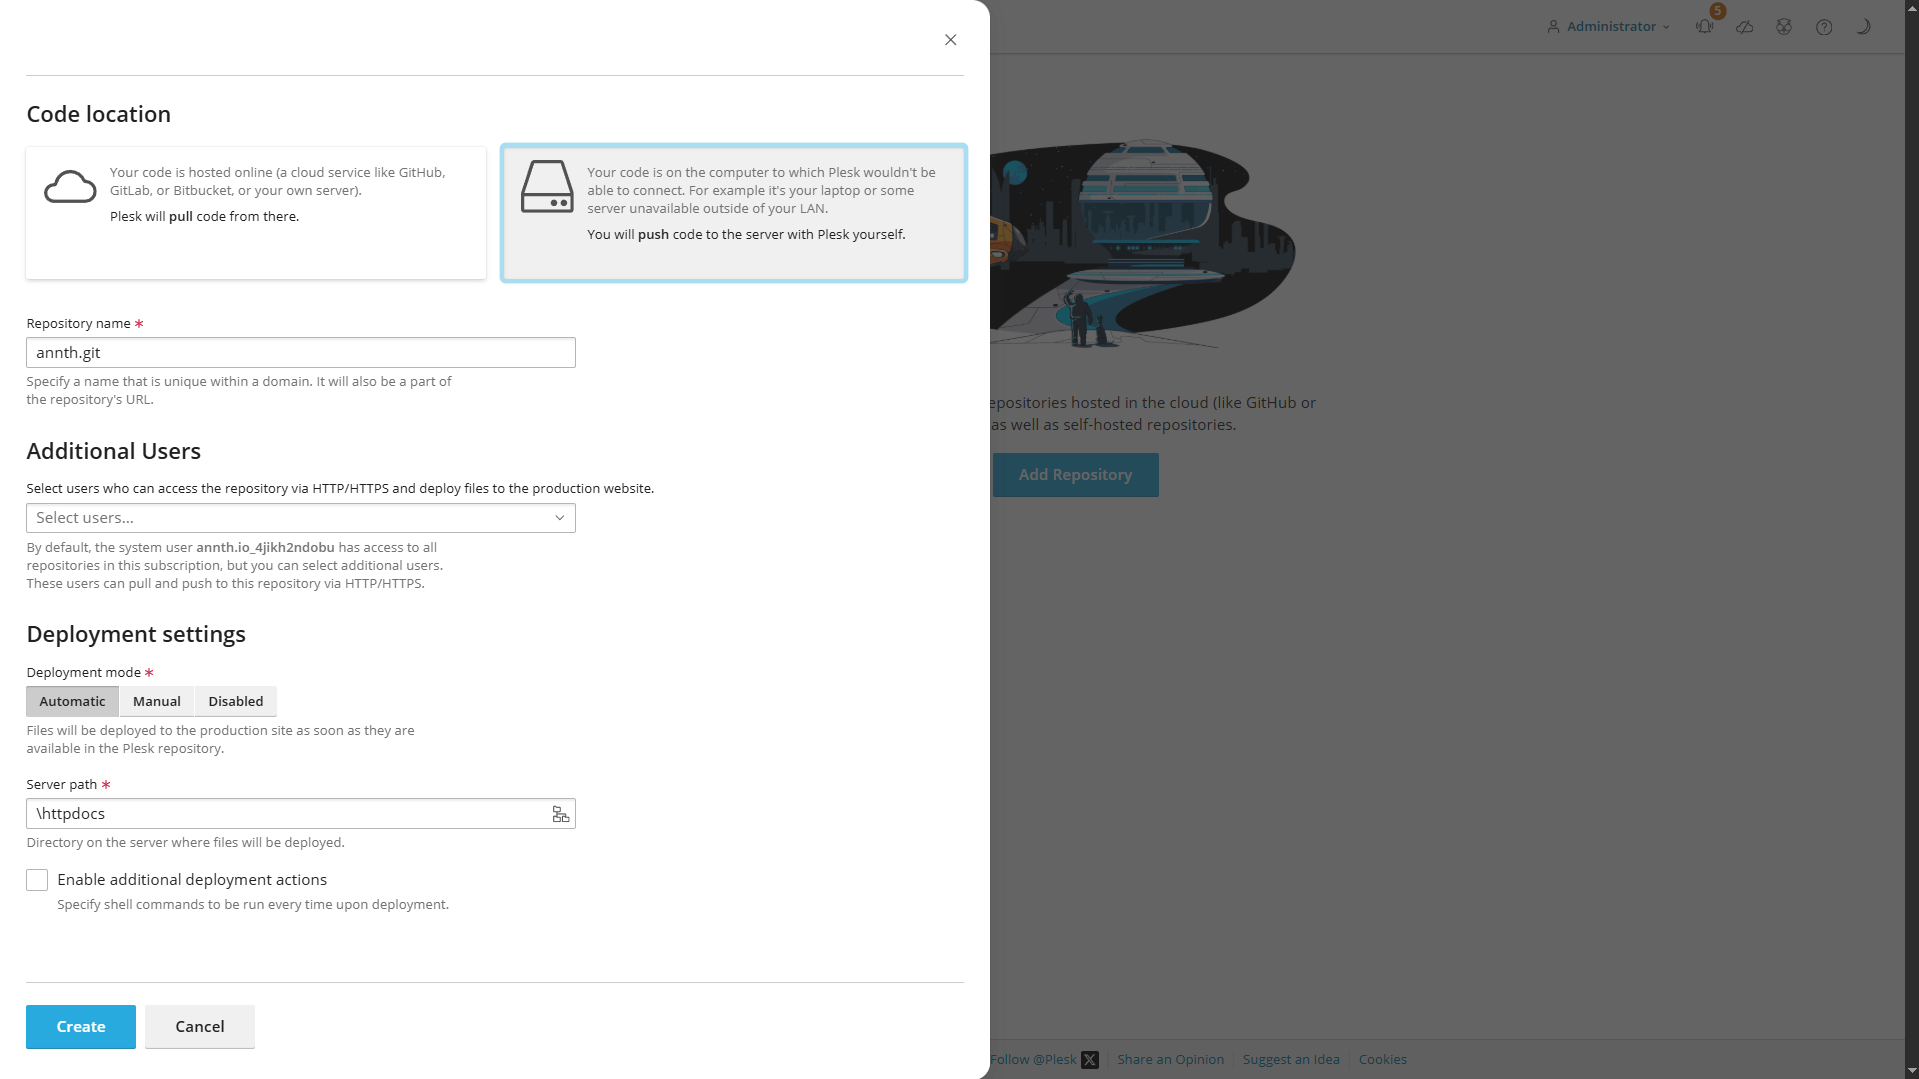 Administrator
5
Code location
Your code is hosted online (a cloud service like GitHub,
GitLab, or Bitbucket, or your own server).
Plesk will pull code from there.
Your code is on the computer to which Plesk wouldn't be
able to connect. For example it's your laptop or some
server unavailable outside of your LAN.
You will push code to the server with Plesk yourself.
Repository name *
annth.git
Specify a name that is unique within a domain. It will also be a part of
the repository's URL.
Additional Users
Select users who can access the repository via HTTP/HTTPS and deploy files to the production website.
Select users...
By default, the system user annth.io_4jikh2ndobu has access to all
repositories in this subscription, but you can select additional users.
These users can pull and push to this repository via HTTP/HTTPS.
Deployment settings
Deployment mode *
Automatic Manual Disabled
Files will be deployed to the production site as soon as they are
available in the Plesk repository.
Server path *
\httpdocs
Directory on the server where files will be deployed.
Enable additional deployment actions
Specify shell commands to be run every time upon deployment.
Create Cancel
epositories hosted in the cloud (like GitHub or
as well as self-hosted repositories.
Add Repository
Follow @Plesk Share an Opinion Suggest an Idea Cookies